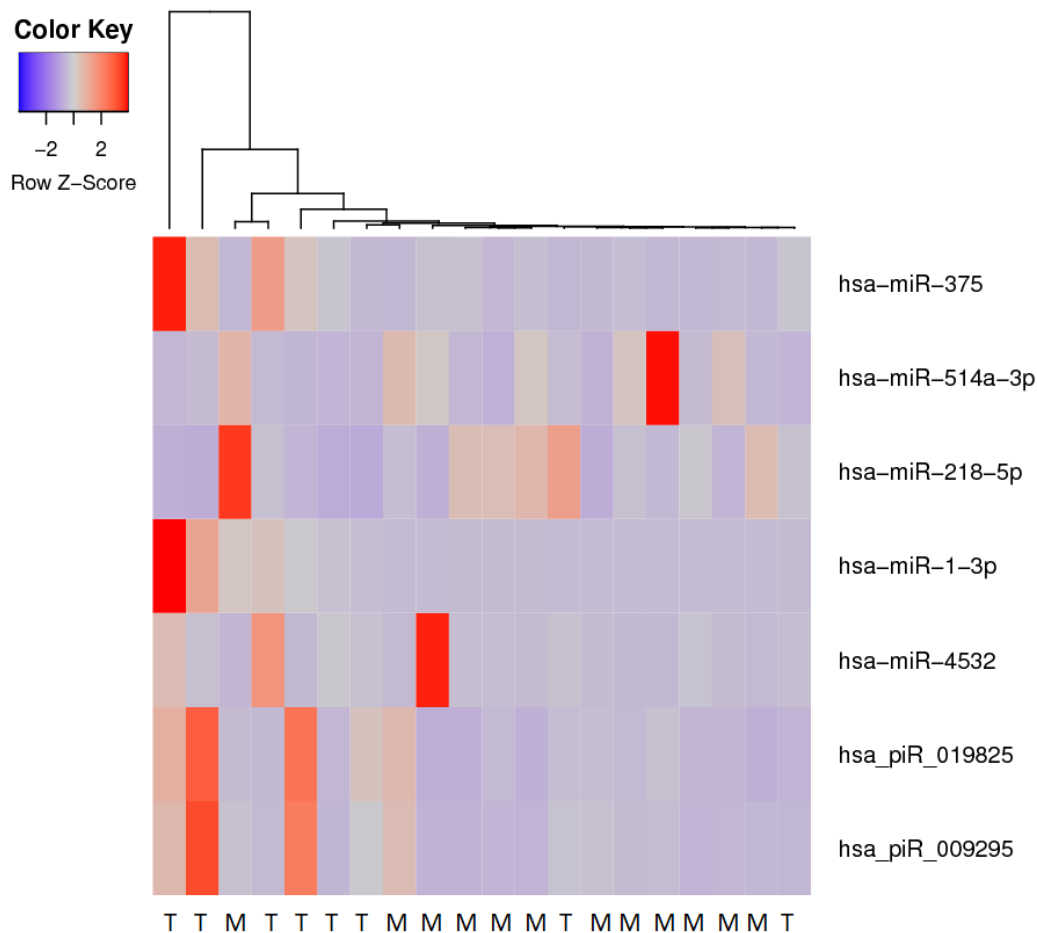 Color Key
−2 2
Row Z−Score
hsa−miR−375
hsa−miR−514a−3p
hsa−miR−218−5p
hsa−miR−1−3p
hsa−miR−4532
hsa_piR_019825
hsa_piR_009295
T T M T T T T M M M M M T M M M M M M T